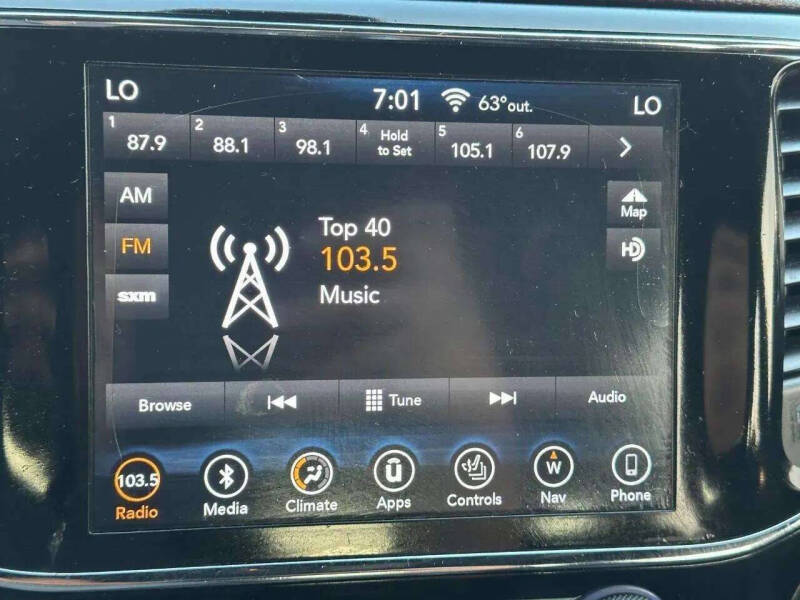 LO 7:01 63° out. LO
1 87.9 2 88.1 3 98.1 4 Hold to Set 5 105.1 6 107.9 >
AM Map
FM HD
sxm
Top 40
103.5
Music
Browse Tune Audio
103.5 ū W
Radio Media Climate Apps Controls Nav Phone